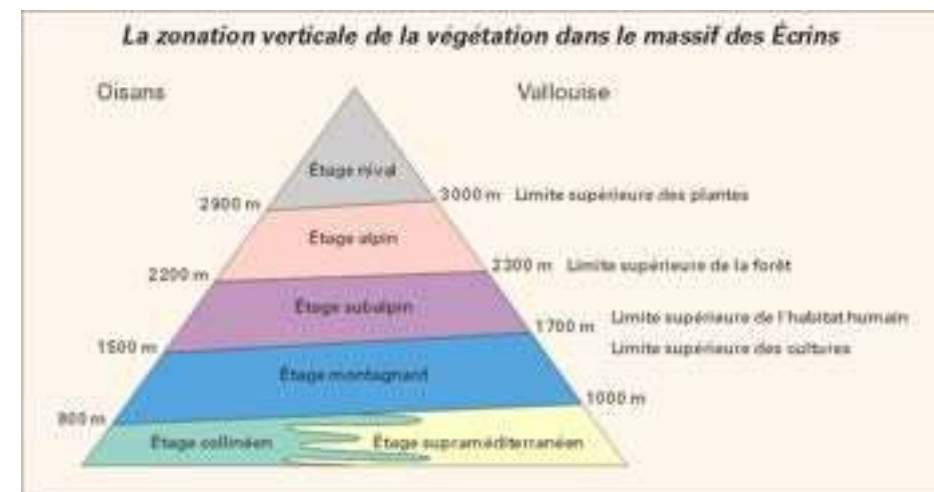 La zonation verticale de la végétation dans le massif des Écrins
Oisans
Vallouise
Étage nival
2900 m
3000 m Limite supérieure des plantes
Étage alpin
2200 m
2300 m Limite supérieure de la forêt
Étage subalpin
1500 m
1700 m Limite supérieure de l'habitat humain
Limite supérieure des cultures
Étage montagnard
800 m
1000 m
Étage collinéen
Étage supraméditerranéen